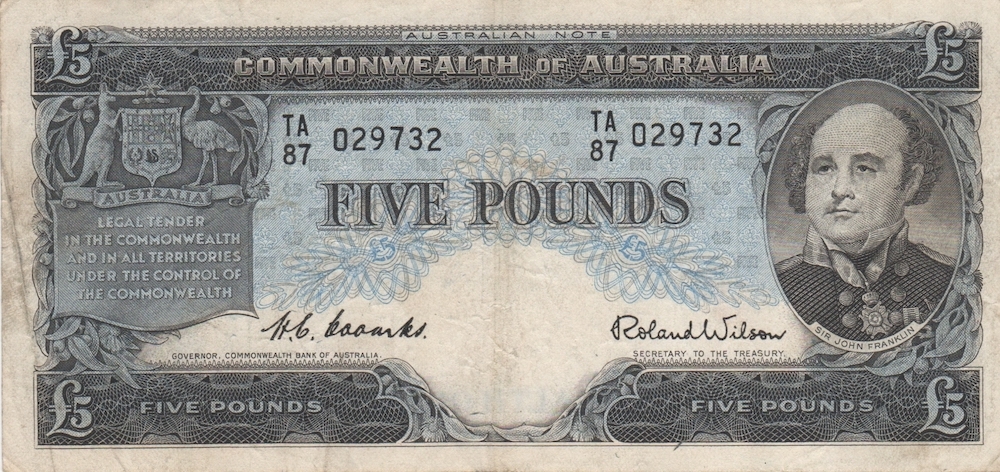 AUSTRALIAN NOTE
£5 £5
COMMONWEALTH OF AUSTRALIA
TA
87 029732
TA
87 029732
FIVE POUNDS
£5 £5
AUSTRALIA
LEGAL TENDER
IN THE COMMONWEALTH
AND IN ALL TERRITORIES
UNDER THE CONTROL OF
THE COMMONWEALTH
H.C. Coombs.
GOVERNOR, COMMONWEALTH BANK OF AUSTRALIA.
Roland Wilson
SECRETARY TO THE TREASURY.
SIR JOHN FRANKLIN
£5 FIVE POUNDS
FIVE POUNDS £5